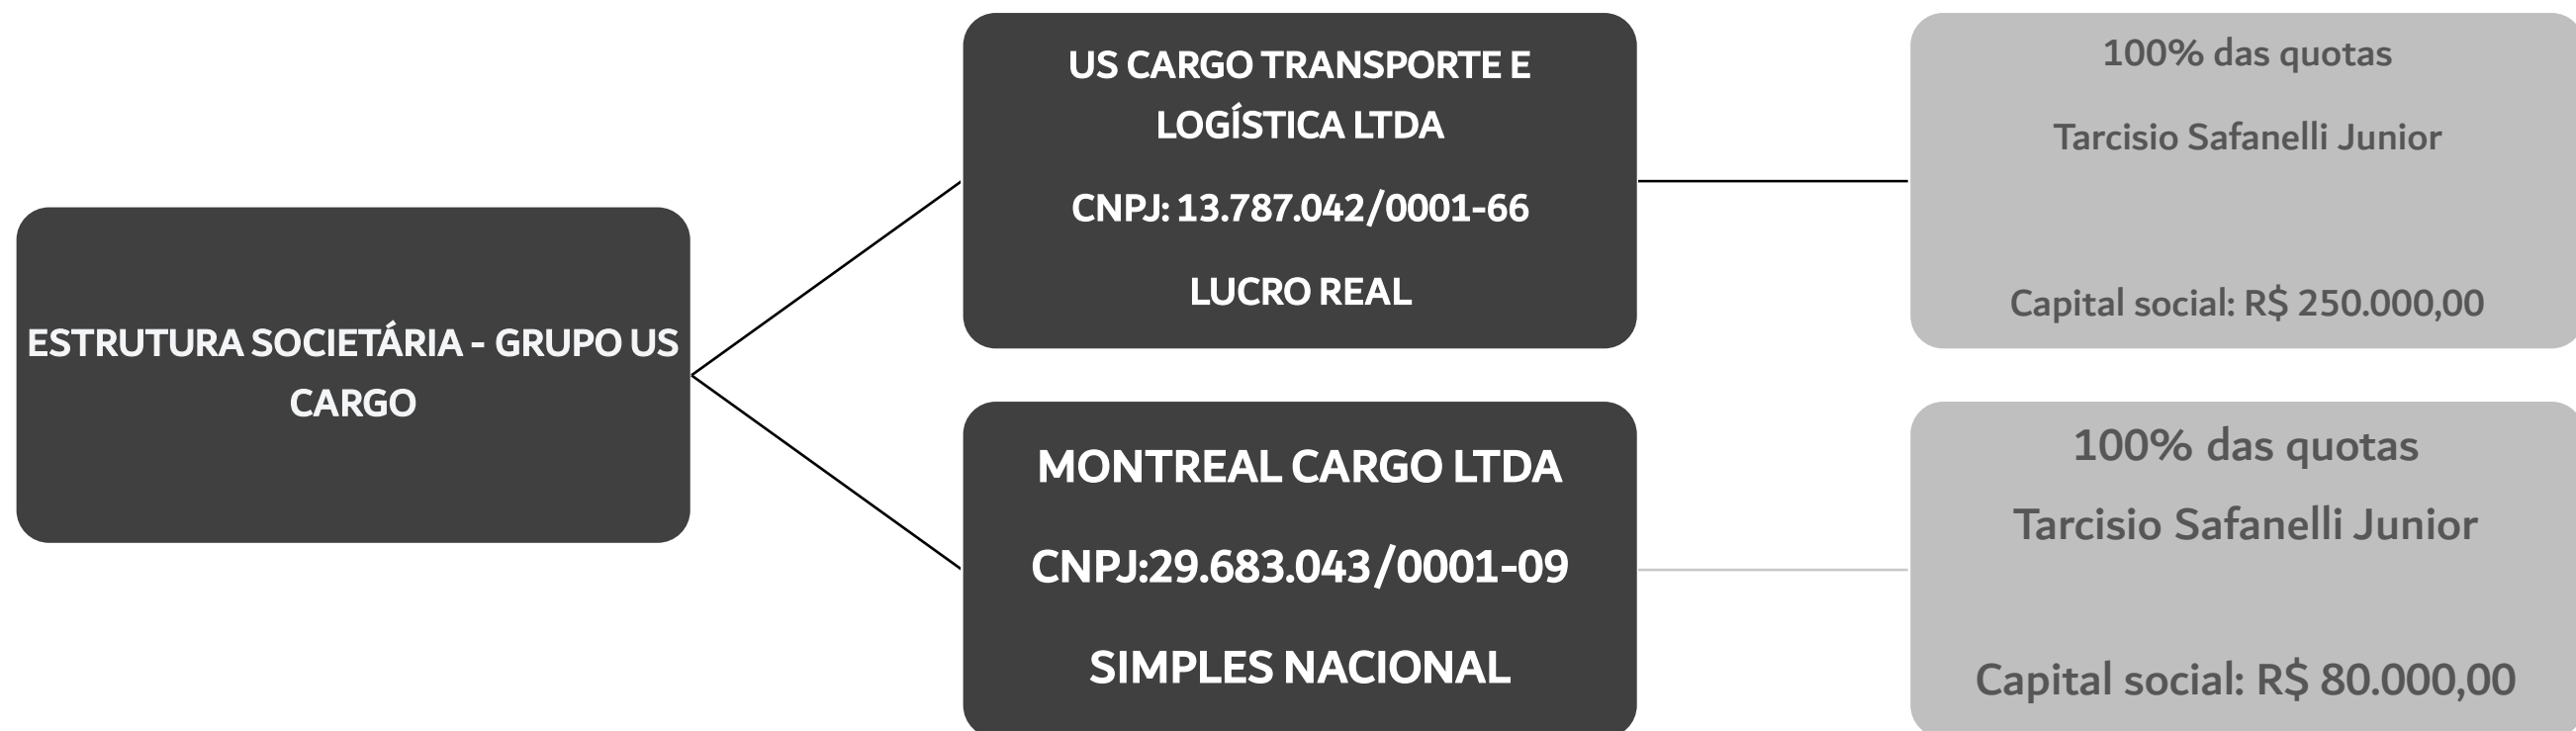 ESTRUTURA SOCIETÁRIA - GRUPO US
CARGO
US CARGO TRANSPORTE E
LOGÍSTICA LTDA
CNPJ: 13.787.042/0001-66
LUCRO REAL
100% das quotas
Tarcisio Safanelli Junior
Capital social: R$ 250.000,00
MONTREAL CARGO LTDA
CNPJ:29.683.043/0001-09
SIMPLES NACIONAL
100% das quotas
Tarcisio Safanelli Junior
Capital social: R$ 80.000,00